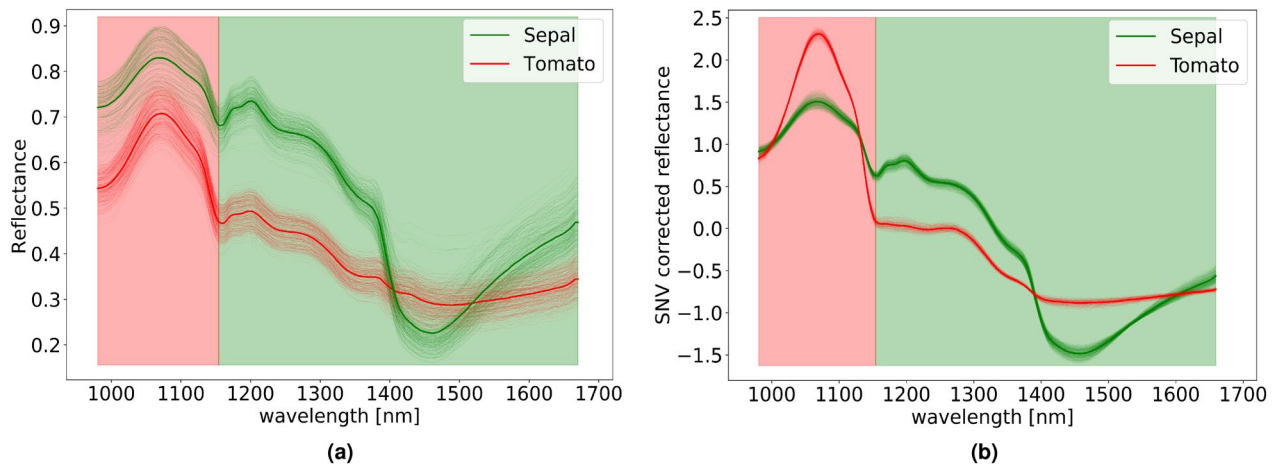 Sepal
Tomato
0.9
0.8
0.7
0.6
0.5
0.4
0.3
0.2
Reflectance
1000 1100 1200 1300 1400 1500 1600 1700
wavelength [nm]
(a)
Sepal
Tomato
2.5
2.0
1.5
1.0
0.5
0.0
−0.5
−1.0
−1.5
SNV corrected reflectance
1000 1100 1200 1300 1400 1500 1600 1700
wavelength [nm]
(b)